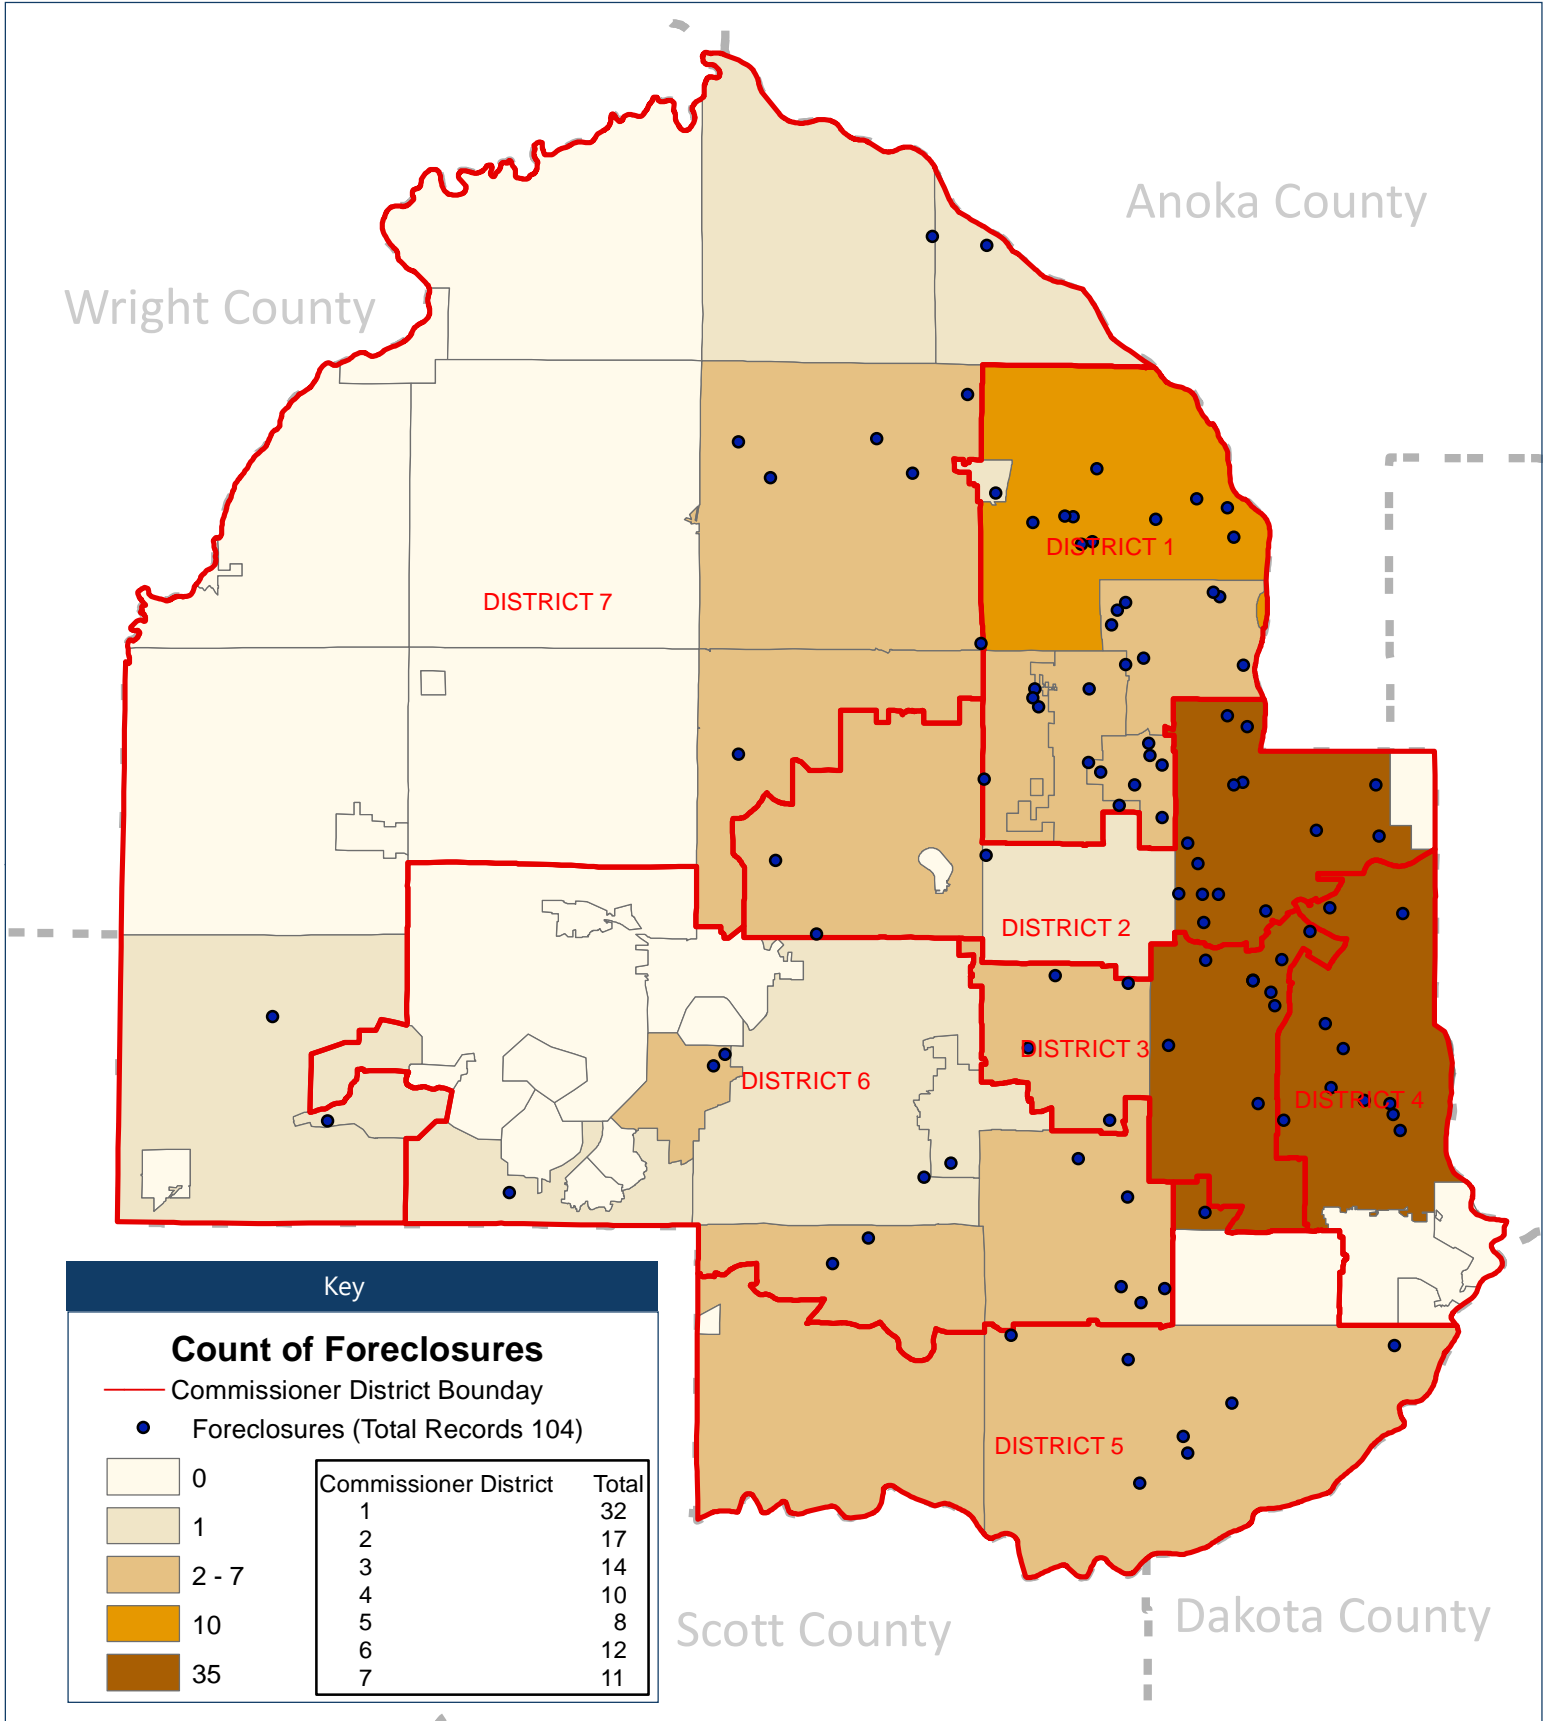 Anoka County
Wright County
DISTRICT 1
DISTRICT 7
DISTRICT 2
DISTRICT 3
DISTRICT 6
DISTRICT 4
Key
Count of Foreclosures
Commissioner District Bounday
Foreclosures (Total Records 104)
0
1
2 - 7
10
35
Commissioner District Total
1 32
2 17
3 14
4 10
5 8
6 12
7 11
DISTRICT 5
Scott County
Dakota County